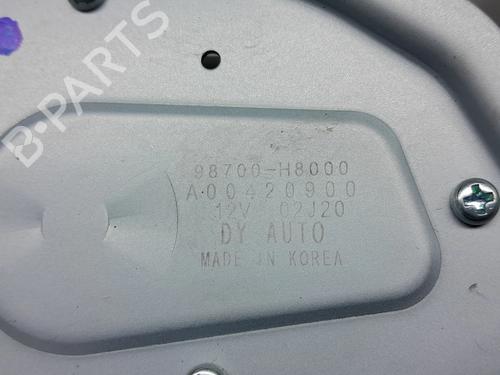 B-PARTS
98700-H8000
A00420900
12V 02J20
DY AUTO
MADE IN KOREA